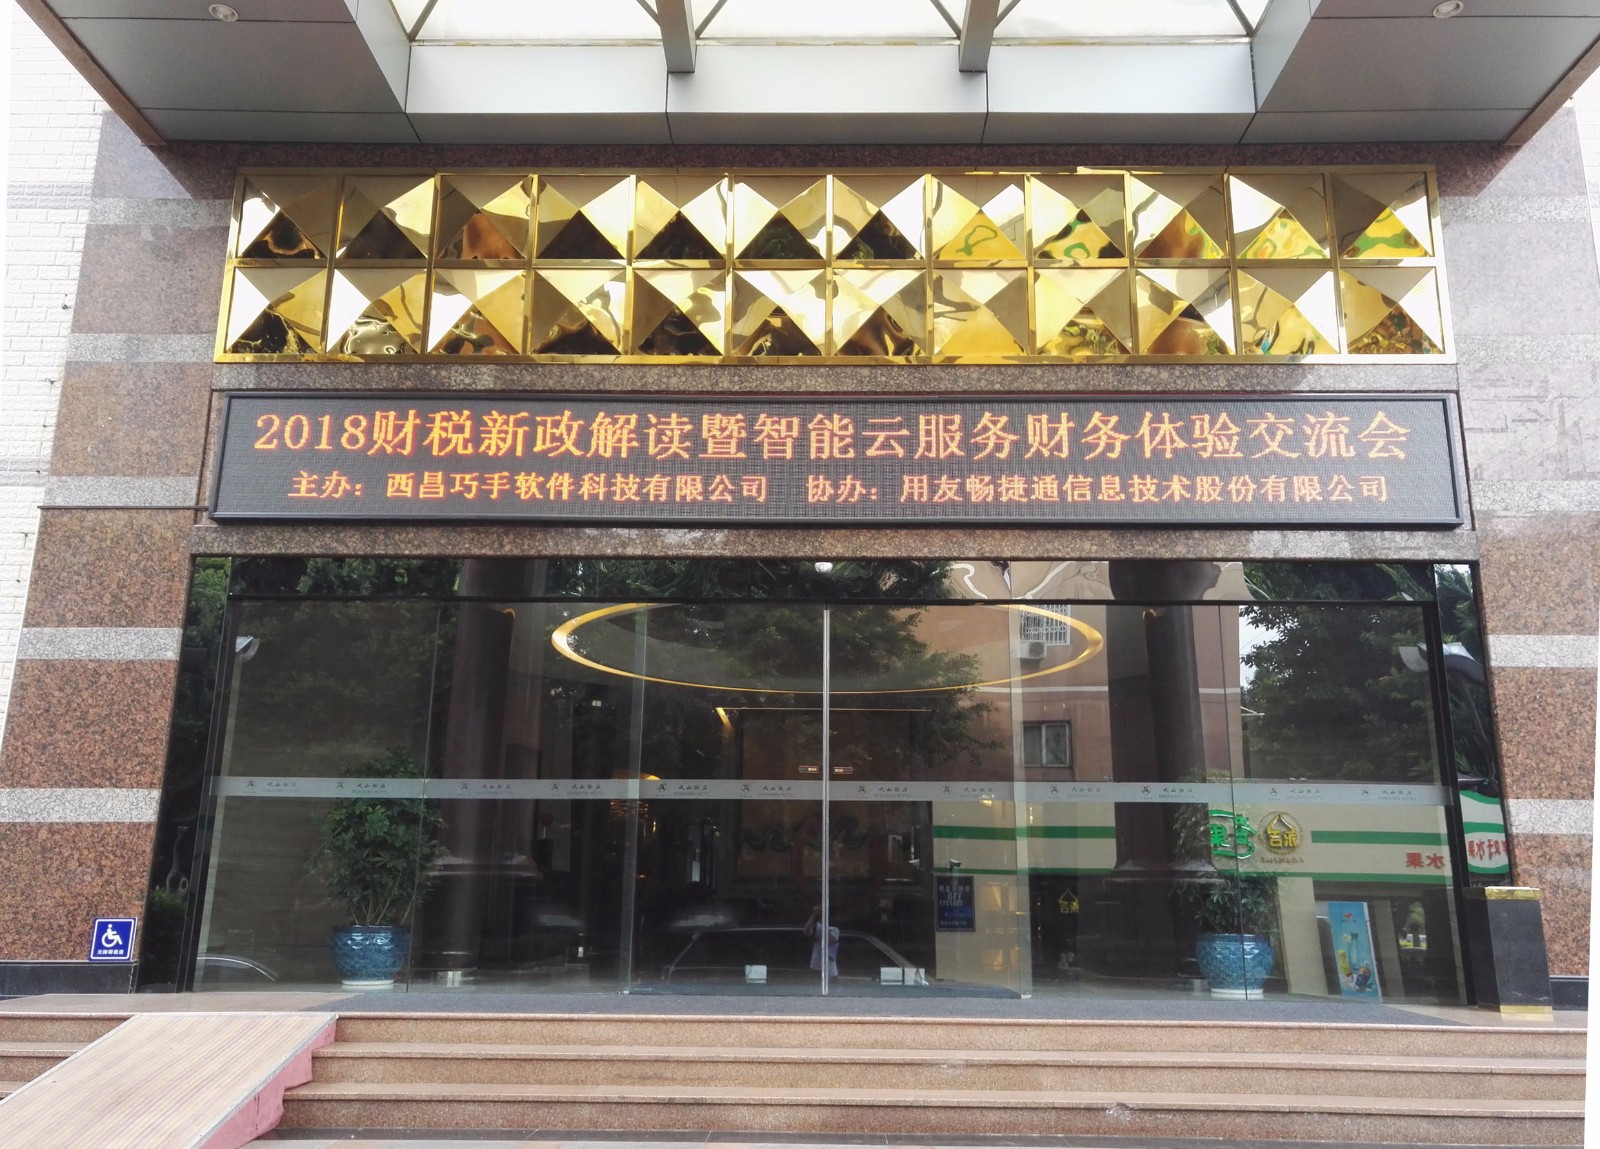 2018财税新政解读暨智能云服务财务体验交流会
主办：西昌巧手软件科技有限公司　协办：用友畅捷通信息技术股份有限公司